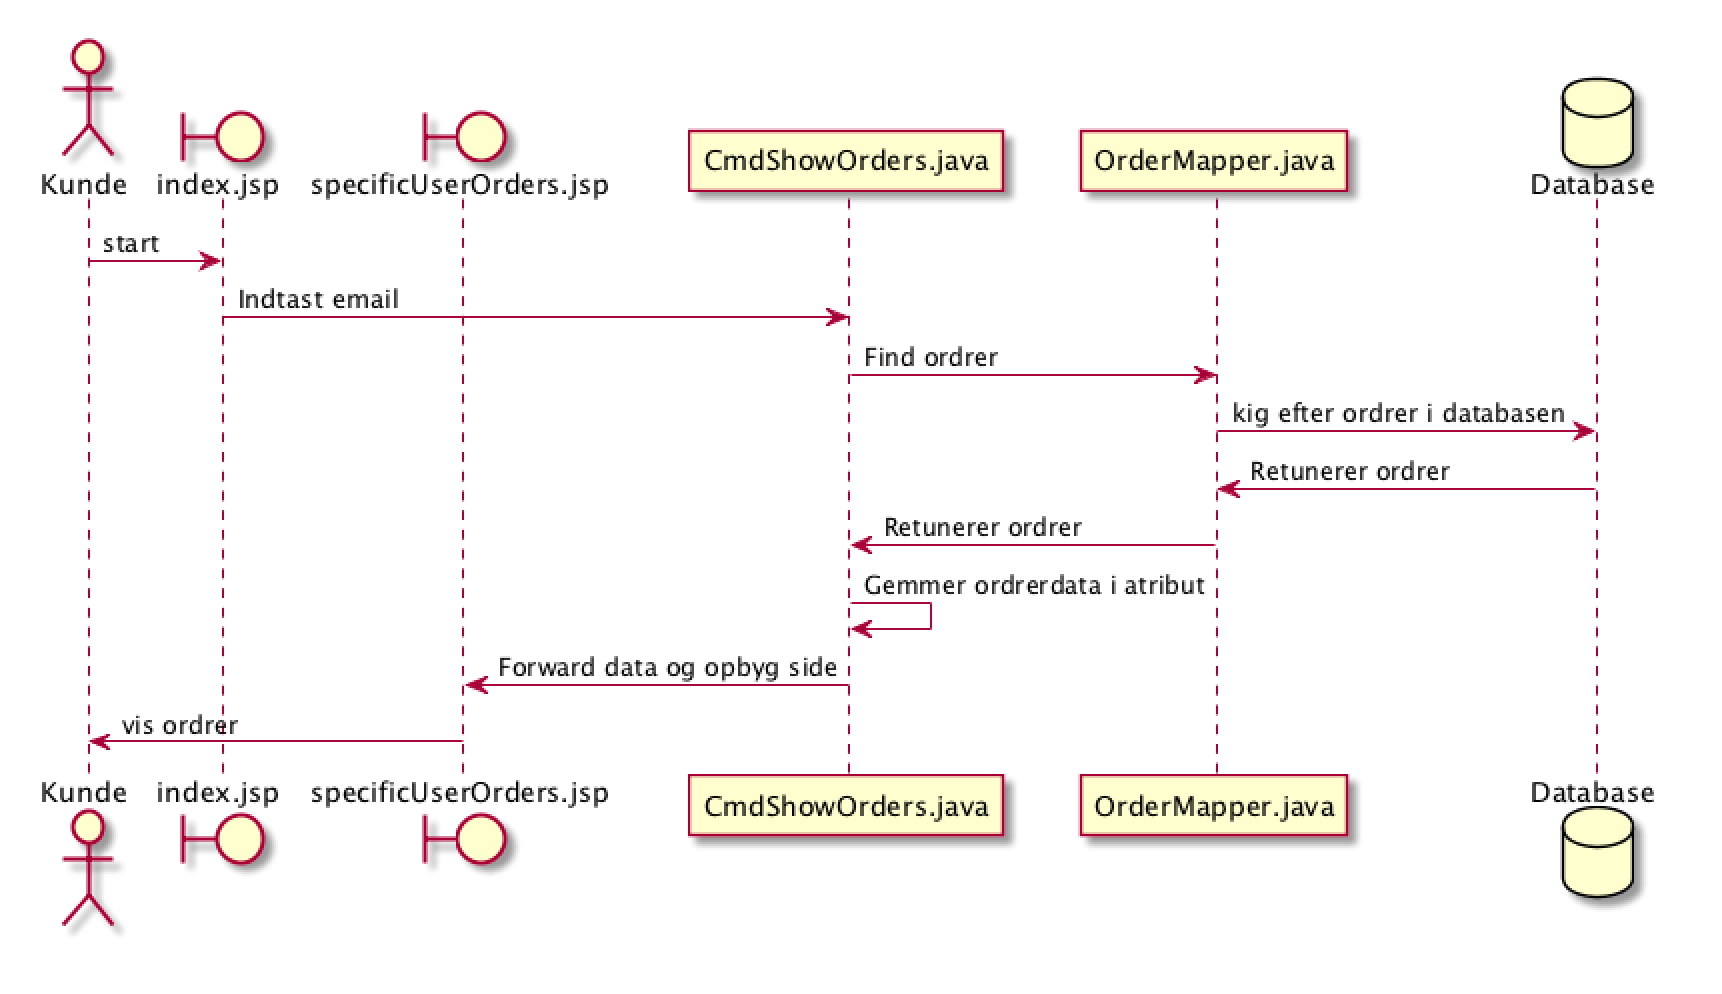 Kunde
index.jsp
specificUserOrders.jsp
CmdShowOrders.java
OrderMapper.java
Database
start
Indtast email
Find ordrer
kig efter ordrer i databasen
Retunerer ordrer
Retunerer ordrer
Gemmer ordrerdata i atribut
Forward data og opbyg side
vis ordrer
Kunde
index.jsp
specificUserOrders.jsp
CmdShowOrders.java
OrderMapper.java
Database